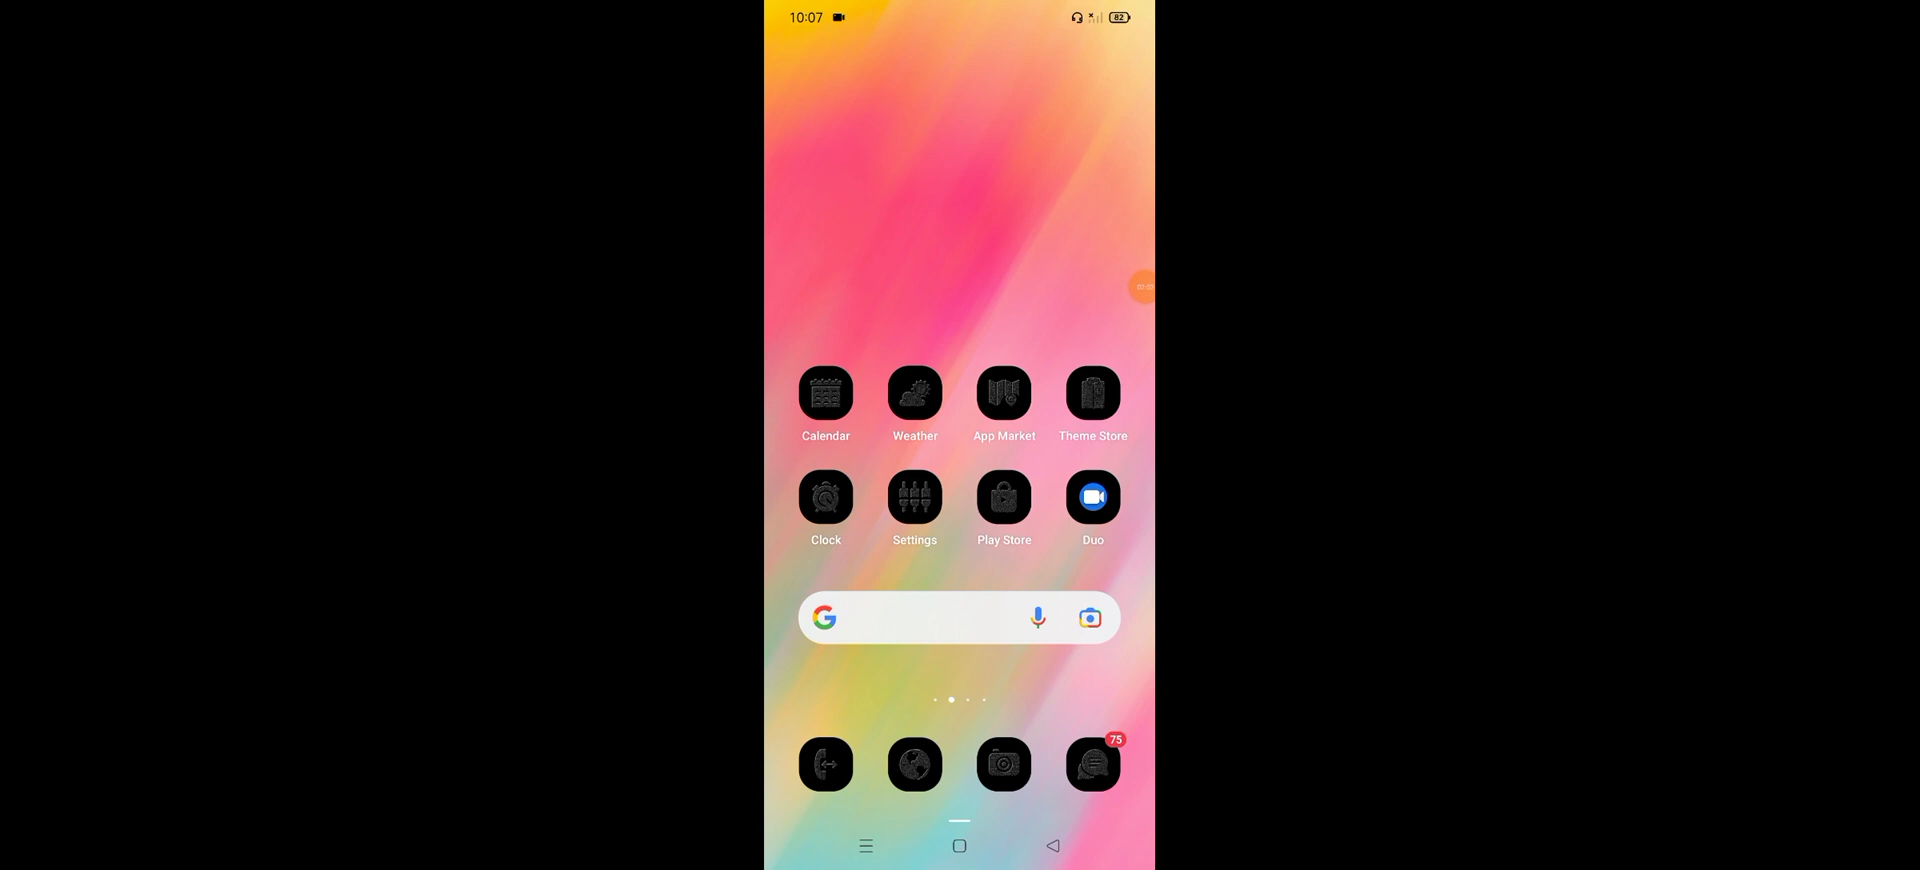 10:07
82
Calendar Weather App Market Theme Store
Clock Settings Play Store Duo
75